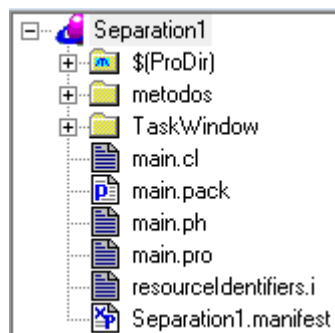 Separation1
$(ProDir)
metodos
TaskWindow
main.cl
main.pack
main.ph
main.pro
resourceIdentifiers.i
Separation1.manifest